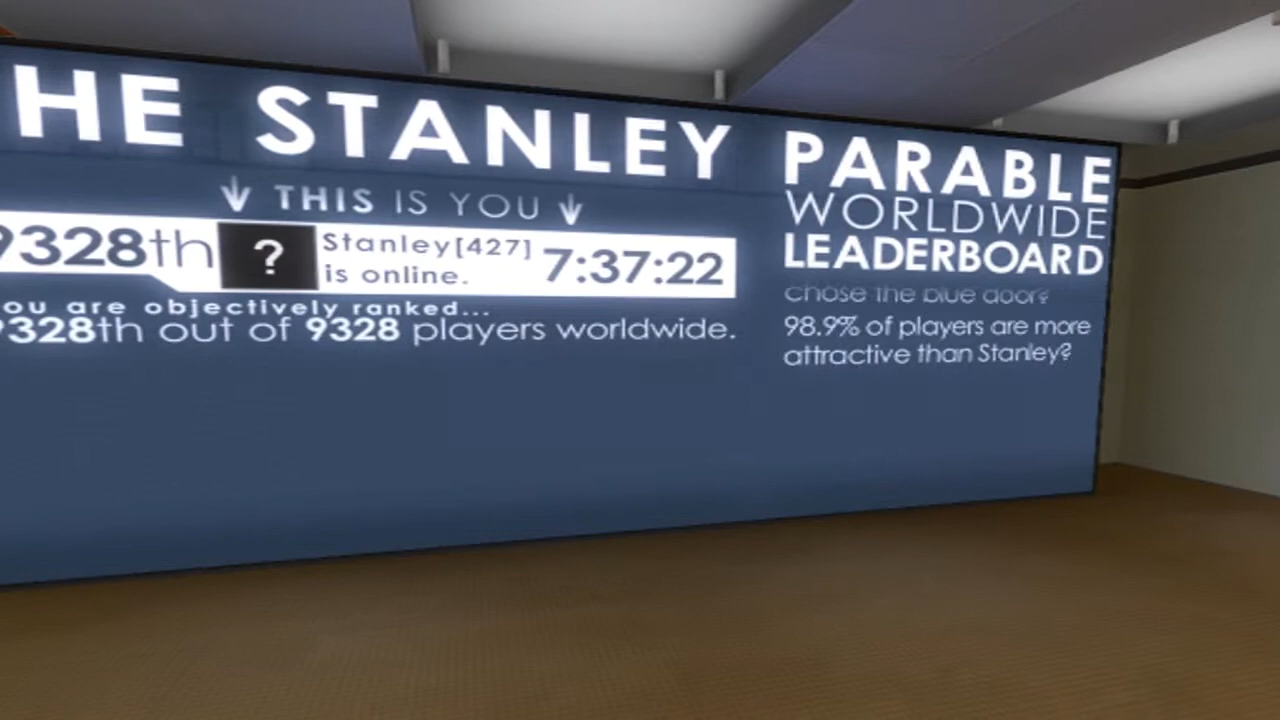 HE STANLEY PARABLE
THIS IS YOU
9328th
?
Stanley[427]
is online.
7:37:22
ou are objectively ranked...
9328th out of 9328 players worldwide.
WORLDWIDE
LEADERBOARD
chose the blue door?
98.9% of players are more
attractive than Stanley?